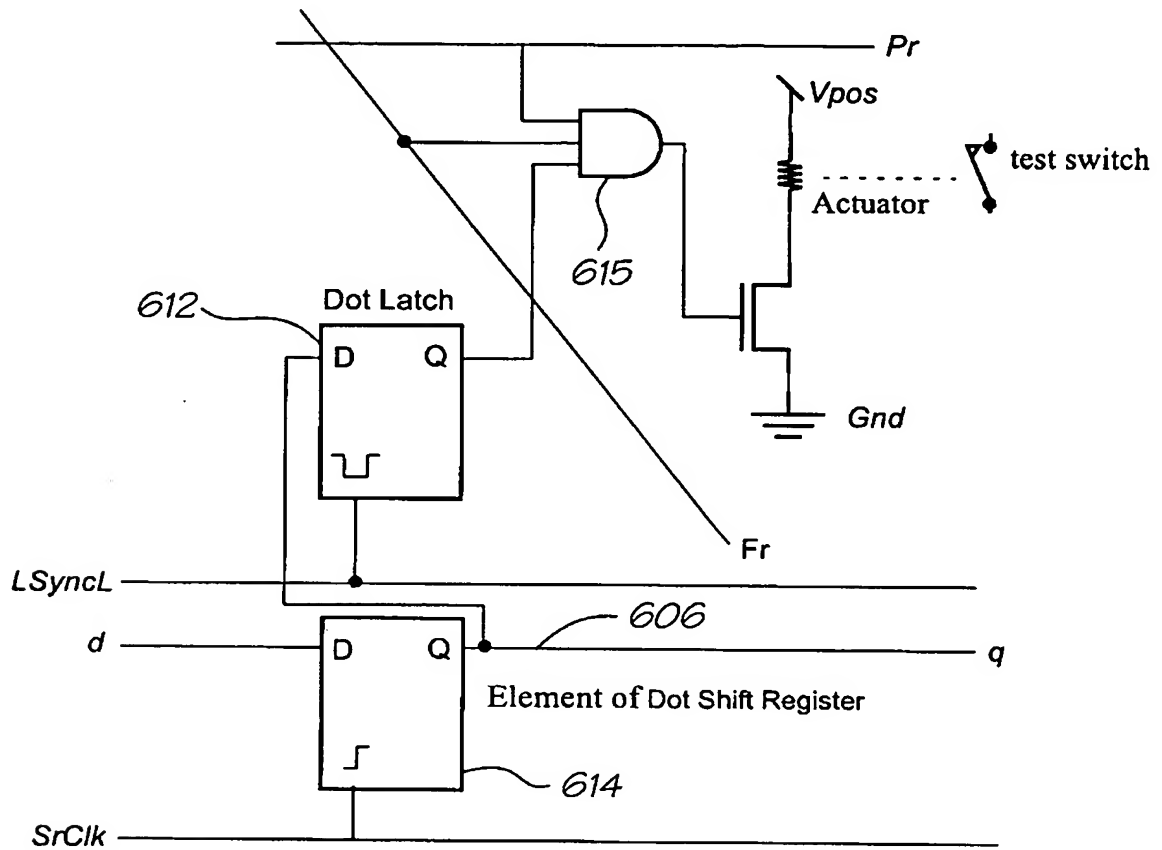 Pr
Vpos
test switch
Actuator
615
612
Dot Latch
D Q
Gnd
Fr
LSyncL
606
d
D Q
q
Element of Dot Shift Register
614
SrClk